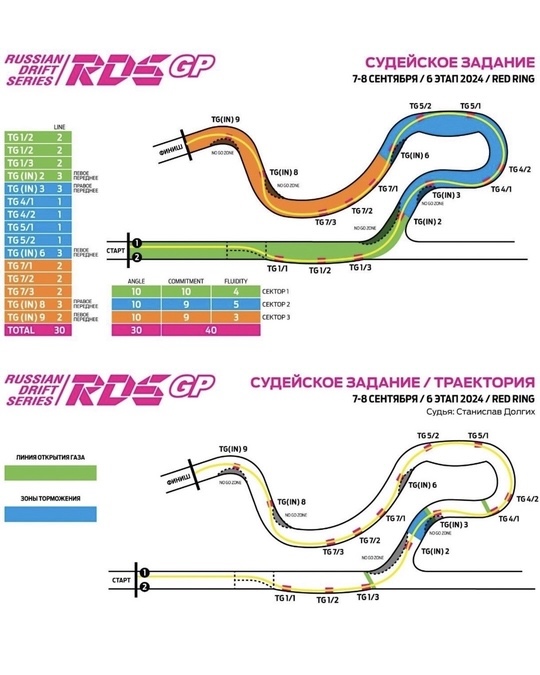 RUSSIAN
DRIFT
SERIES
RDS GP
СУДЕЙСКОЕ ЗАДАНИЕ
7-8 СЕНТЯБРЯ / 6 ЭТАП 2024 / RED RING
LINE
TG 1/2 2
TG 1/2 2
TG 1/3 2
TG (IN) 2 3 ЛЕВОЕ ПЕРЕДНЕЕ
TG (IN) 3 3 ПРАВОЕ ПЕРЕДНЕЕ
TG 4/1 1
TG 4/2 1
TG 5/1 1
TG 5/2 1
TG (IN) 6 3 ЛЕВОЕ ПЕРЕДНЕЕ
TG 7/1 2
TG 7/2 2
TG 7/3 2
TG (IN) 8 3 ПРАВОЕ ПЕРЕДНЕЕ
TG (IN) 9 2 ЛЕВОЕ ПЕРЕДНЕЕ
TOTAL 30
TG(IN) 9
ФИНИШ
NO GO ZONE
TG(IN) 8
NO GO ZONE
TG 5/2
TG 5/1
TG(IN) 6
TG 4/2
TG 4/1
TG 7/1
NO GO ZONE
TG 7/2
TG 7/3
NO GO ZONE
TG(IN) 2
СТАРТ
1
2
TG 1/1
TG 1/2
TG 1/3
ANGLE COMMITMENT FLUIDITY
10 10 4 СЕКТОР 1
10 9 5 СЕКТОР 2
10 9 3 СЕКТОР 3
30 40
RUSSIAN
DRIFT
SERIES
RDS GP
СУДЕЙСКОЕ ЗАДАНИЕ / ТРАЕКТОРИЯ
7-8 СЕНТЯБРЯ / 6 ЭТАП 2024 / RED RING
Судья: Станислав Долгих
ЛИНИЯ ОТКРЫТИЯ ГАЗА
ЗОНЫ ТОРМОЖЕНИЯ
TG(IN) 9
ФИНИШ
NO GO ZONE
TG(IN) 8
NO GO ZONE
TG 5/2
TG 5/1
TG(IN) 6
TG 4/2
TG 4/1
TG 7/1
TG(IN) 3
NO GO ZONE
TG 7/2
TG 7/3
NO GO ZONE
TG(IN) 2
СТАРТ
1
2
TG 1/1
TG 1/2
TG 1/3